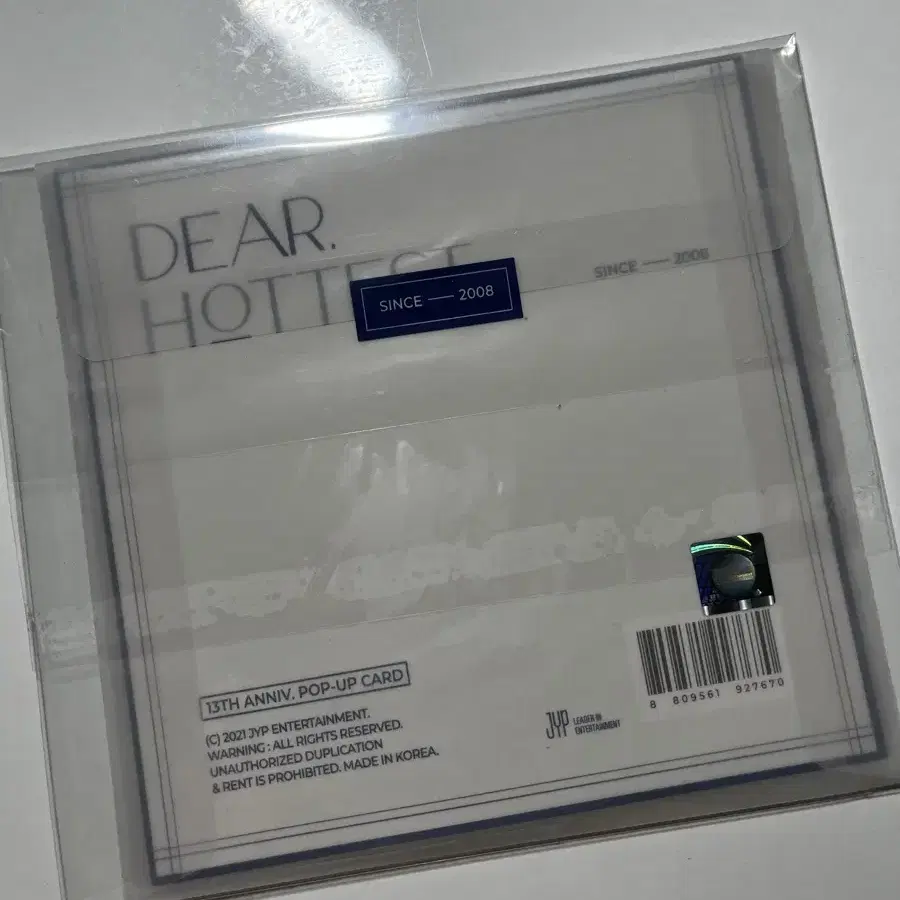 DEAR.
HOTTEST
SINCE — 2008
SINCE — 2008
13TH ANNIV. POP-UP CARD
(C) 2021 JYP ENTERTAINMENT.
WARNING : ALL RIGHTS RESERVED.
UNAUTHORIZED DUPLICATION
& RENT IS PROHIBITED. MADE IN KOREA.
JYP LEADER IN
ENTERTAINMENT
8 809561 927670